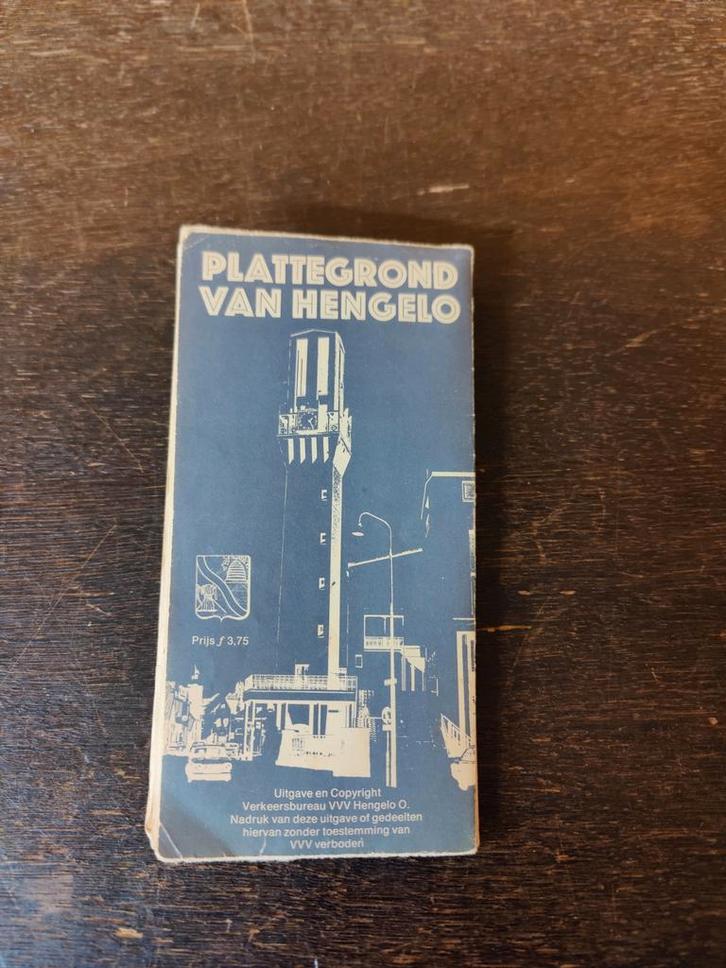 PLATTEGROND
VAN HENGELO
Prijs ƒ 3,75
Uitgave en Copyright
Verkeersbureau VVV Hengelo O.
Nadruk van deze uitgave of gedeelten
hiervan zonder toestemming van
VVV verboden